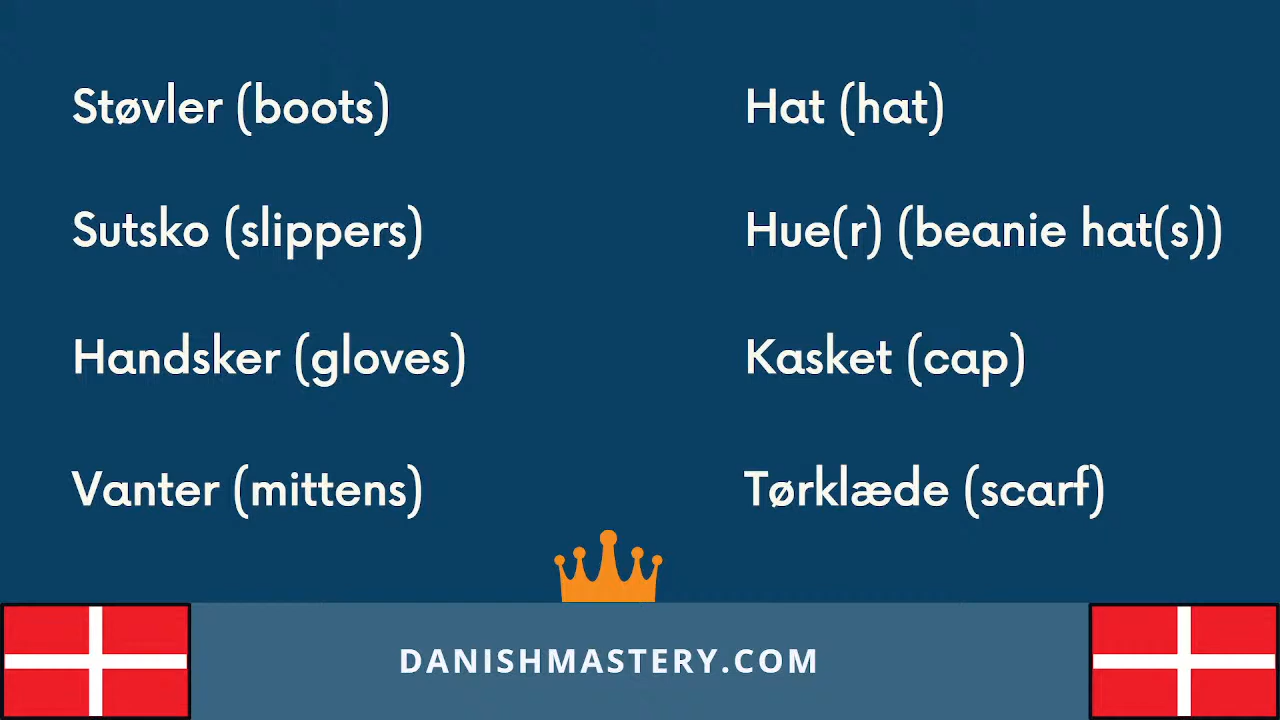 Støvler (boots)
Sutsko (slippers)
Handsker (gloves)
Vanter (mittens)
Hat (hat)
Hue(r) (beanie hat(s))
Kasket (cap)
Tørklæde (scarf)
DANISHMASTERY.COM